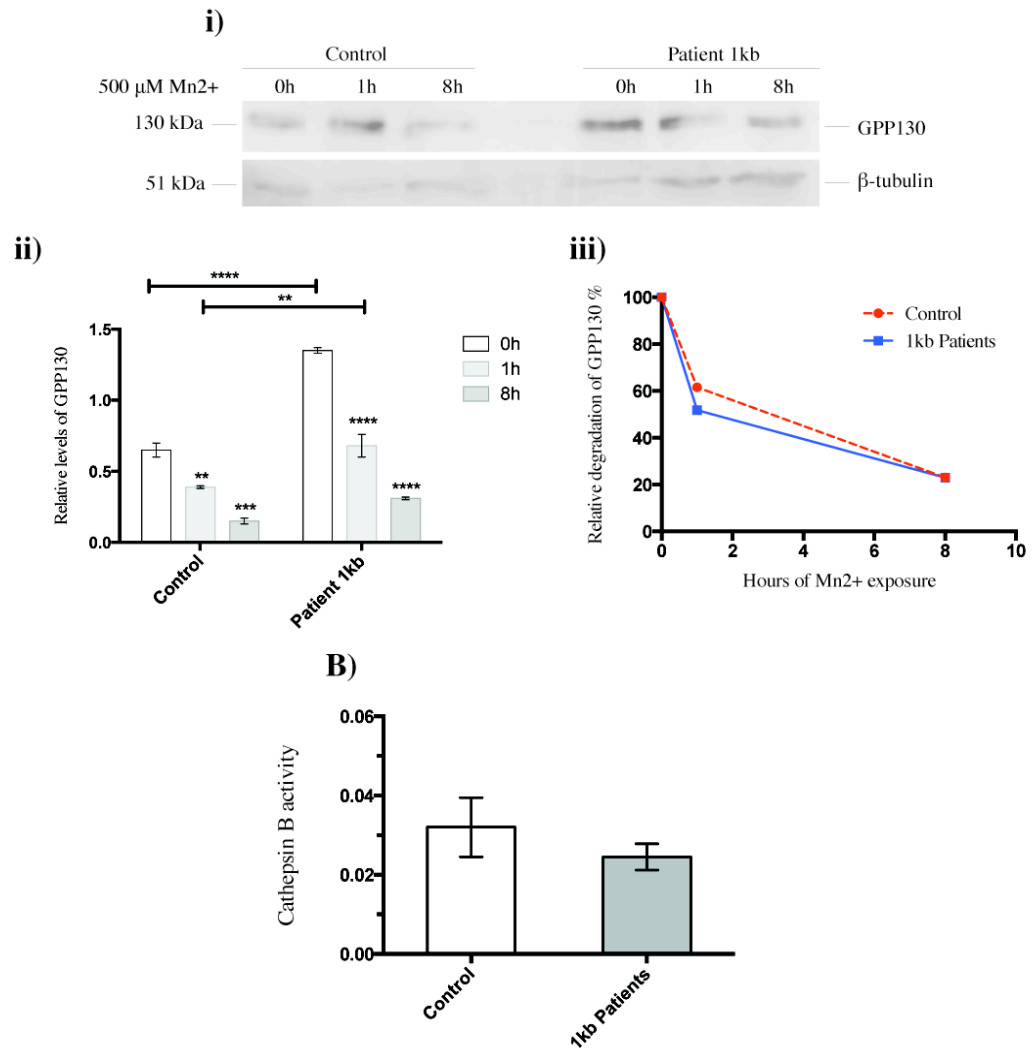 i)
Control Patient 1kb
500 μM Mn2+ 0h 1h 8h 0h 1h 8h
130 kDa GPP130
51 kDa β-tubulin
ii)
****
**
Relative levels of GPP130
1.5
1.0
0.5
0.0
**
***
****
****
Control
Patient 1kb
0h
1h
8h
iii)
Relative degradation of GPP130 %
100
80
60
40
20
0
0 2 4 6 8 10
Hours of Mn2+ exposure
Control
1kb Patients
B)
Cathepsin B activity
0.06
0.04
0.02
0.00
Control
1kb Patients